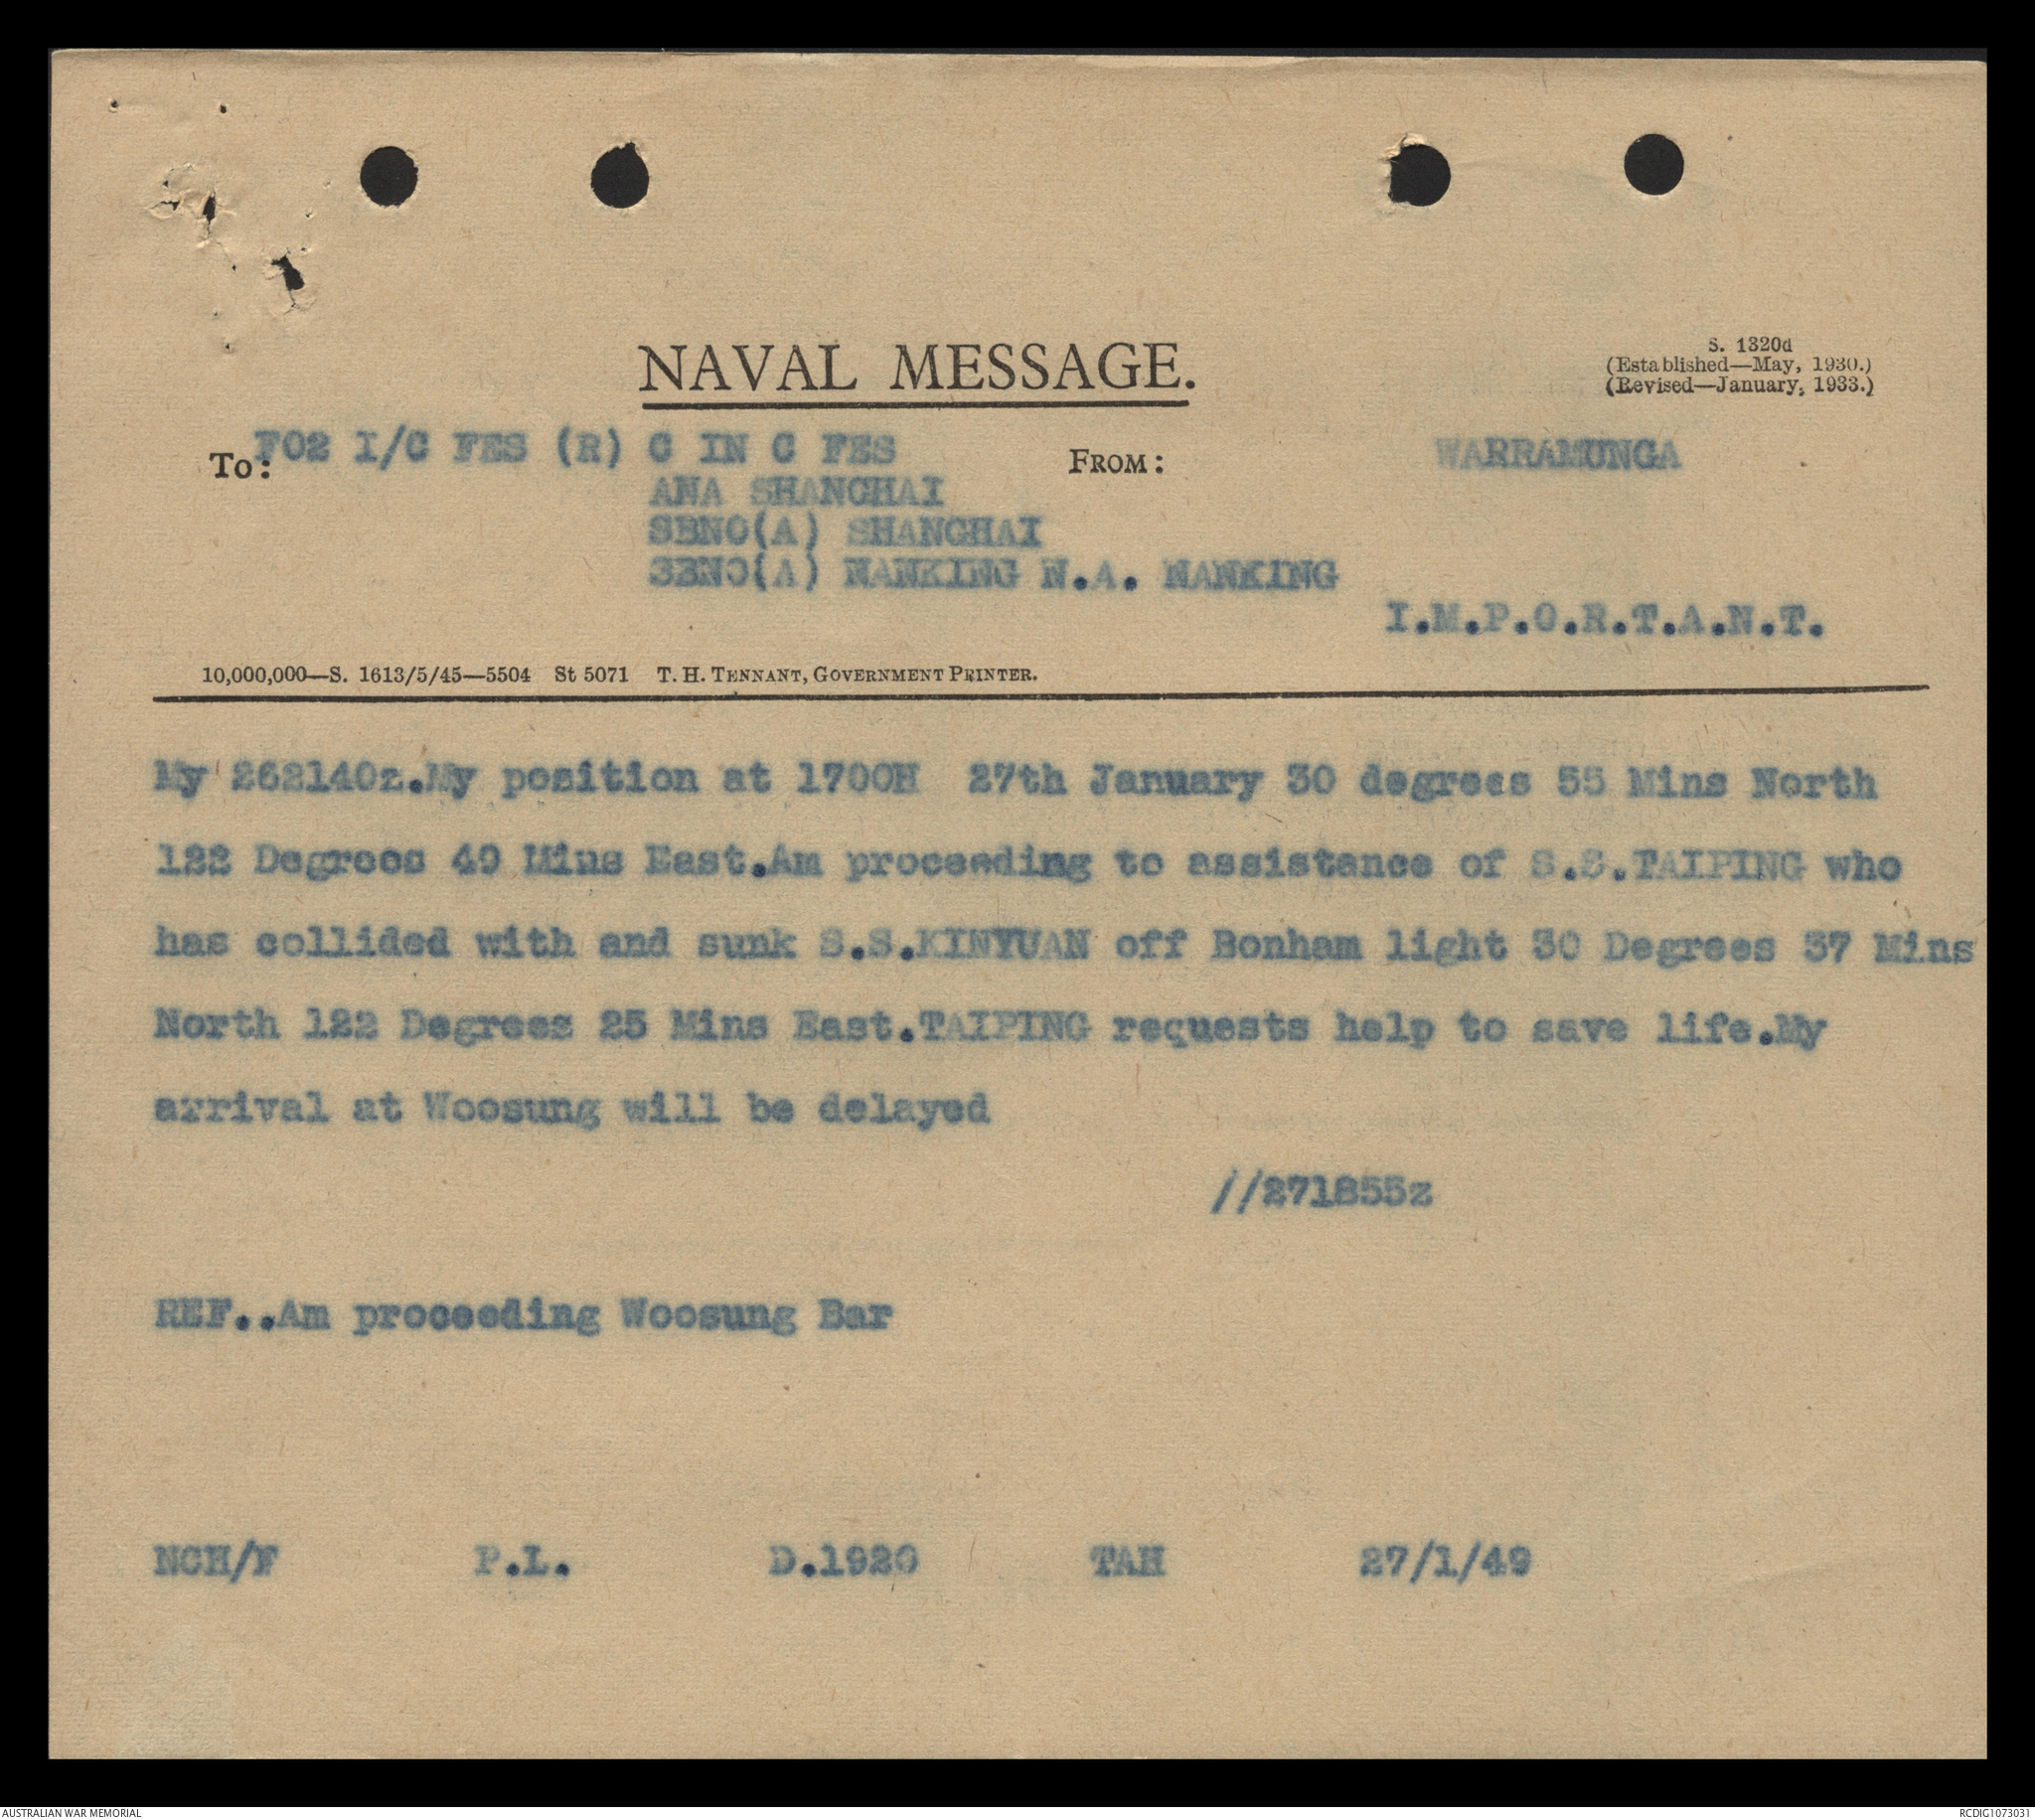 NAVAL MESSAGE.
S. 1320d
(Established—May, 1930.)
(Revised—January, 1933.)
To: FO2 I/C FES (R) C IN C FES
FROM: WARRAMUNGA
ANA SHANGHAI
SBNO(A) SHANGHAI
SBNO(A) NANKING N.A. NANKING
I.M.P.O.R.T.A.N.T.
10,000,000—S. 1613/5/45—5504 St 5071 T. H. TENNANT, GOVERNMENT PRINTER.
My 262140z.My position at 1700H 27th January 30 degrees 55 Mins North
122 Degrees 49 Mins East.Am proceeding to assistance of S.S.TAIPING who
has collided with and sunk S.S.KINYUAN off Bonham light 30 Degrees 37 Mins
North 122 Degrees 25 Mins East.TAIPING requests help to save life.My
arrival at Woosung will be delayed
//271855z
REF..Am proceeding Woosung Bar
NCH/F P.L. D.1920 TAH 27/1/49
AUSTRALIAN WAR MEMORIAL
RCDIG1073031